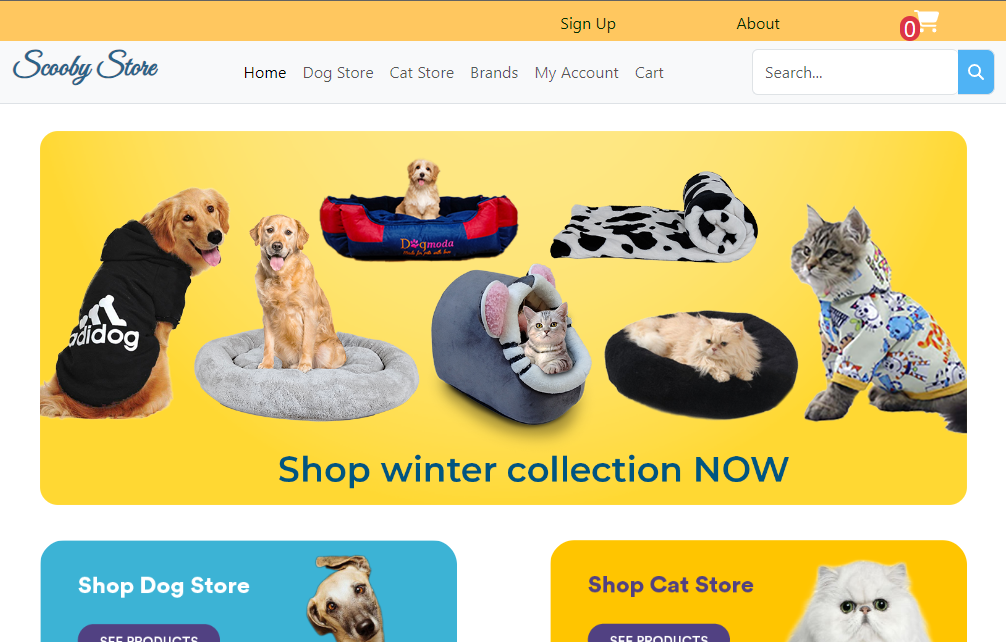 Sign Up About 0
Scooby Store Home Dog Store Cat Store Brands My Account Cart Search...
adidog
Dogmoda
Shop winter collection NOW
Shop Dog Store Shop Cat Store
SEE PRODUCTS SEE PRODUCTS